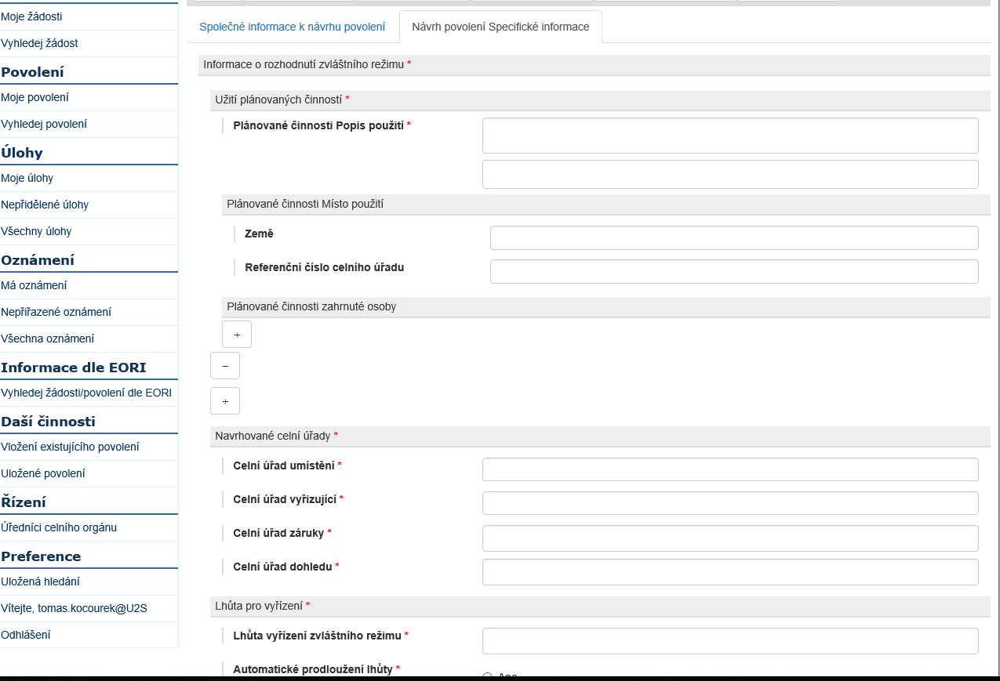 Moje žádosti
Vyhledej žádost
Povolení
Moje povolení
Vyhledej povolení
Úlohy
Moje úlohy
Nepřidělené úlohy
Všechny úlohy
Oznámení
Má oznámení
Nepřiřazené oznámení
Všechna oznámení
Informace dle EORI
Vyhledej žádosti/povolení dle EORI
Daší činnosti
Vložení existujícího povolení
Uložené povolení
Řízení
Úředníci celního orgánu
Preference
Uložená hledání
Vítejte, tomas.kocourek@U2S
Odhlášení
Společné informace k návrhu povolení
Návrh povolení Specifické informace
Informace o rozhodnutí zvláštního režimu *
Užití plánovaných činností *
Plánované činnosti Popis použití *
Plánované činnosti Místo použití
Země
Referenční číslo celního úřadu
Plánované činnosti zahrnuté osoby
+
−
+
Navrhované celní úřady *
Celní úřad umístění *
Celní úřad vyřizující *
Celní úřad záruky *
Celní úřad dohledu *
Lhůta pro vyřízení *
Lhůta vyřízení zvláštního režimu *
Automatické prodloužení lhůty *
Ano